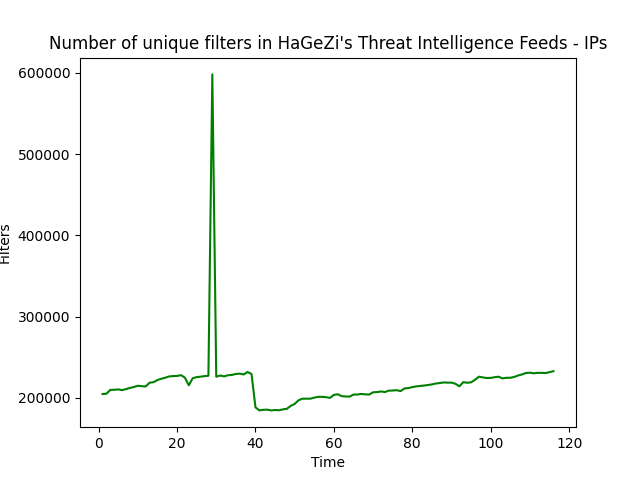 Number of unique filters in HaGeZi's Threat Intelligence Feeds - IPs
600000
500000
400000
300000
200000
Filters
0 20 40 60 80 100 120
Time